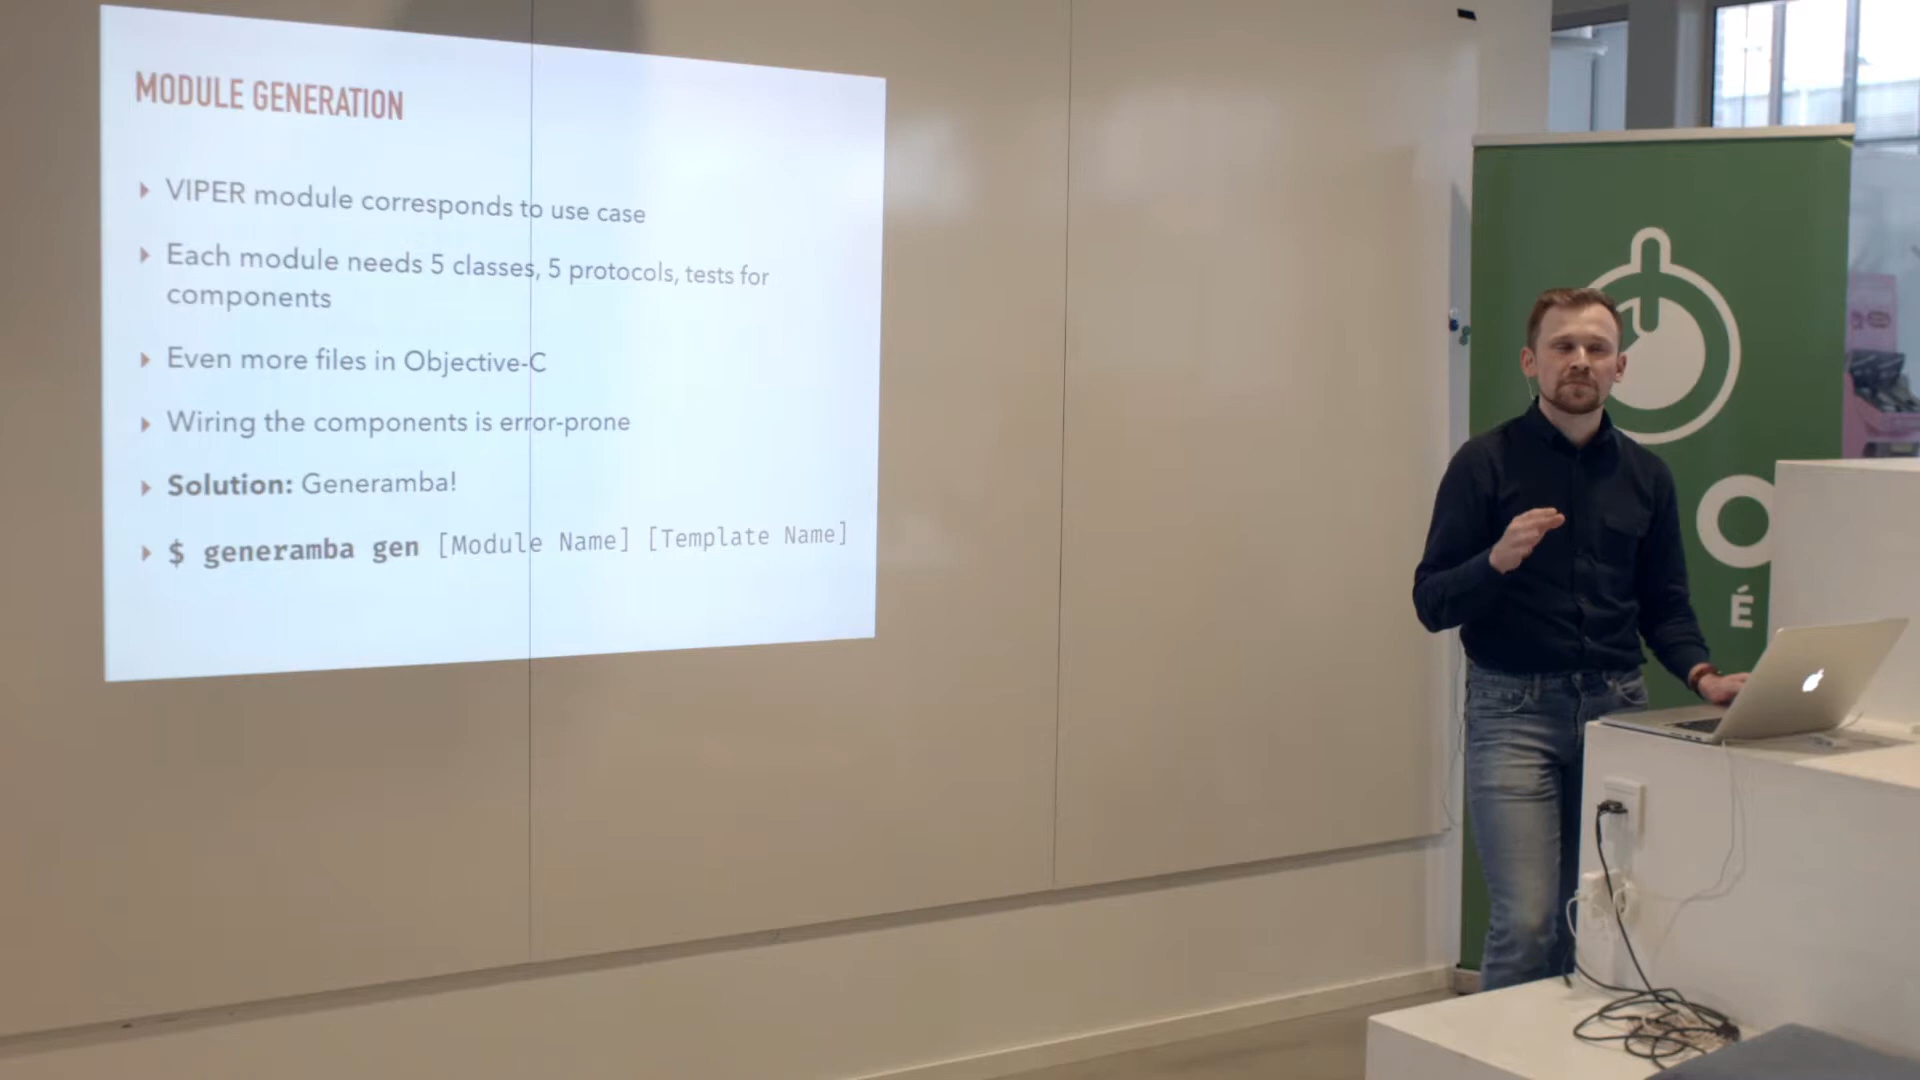 MODULE GENERATION
VIPER module corresponds to use case
Each module needs 5 classes, 5 protocols, tests for
components
Even more files in Objective-C
Wiring the components is error-prone
Solution: Generamba!
$ generamba gen [Module Name] [Template Name]
O
É